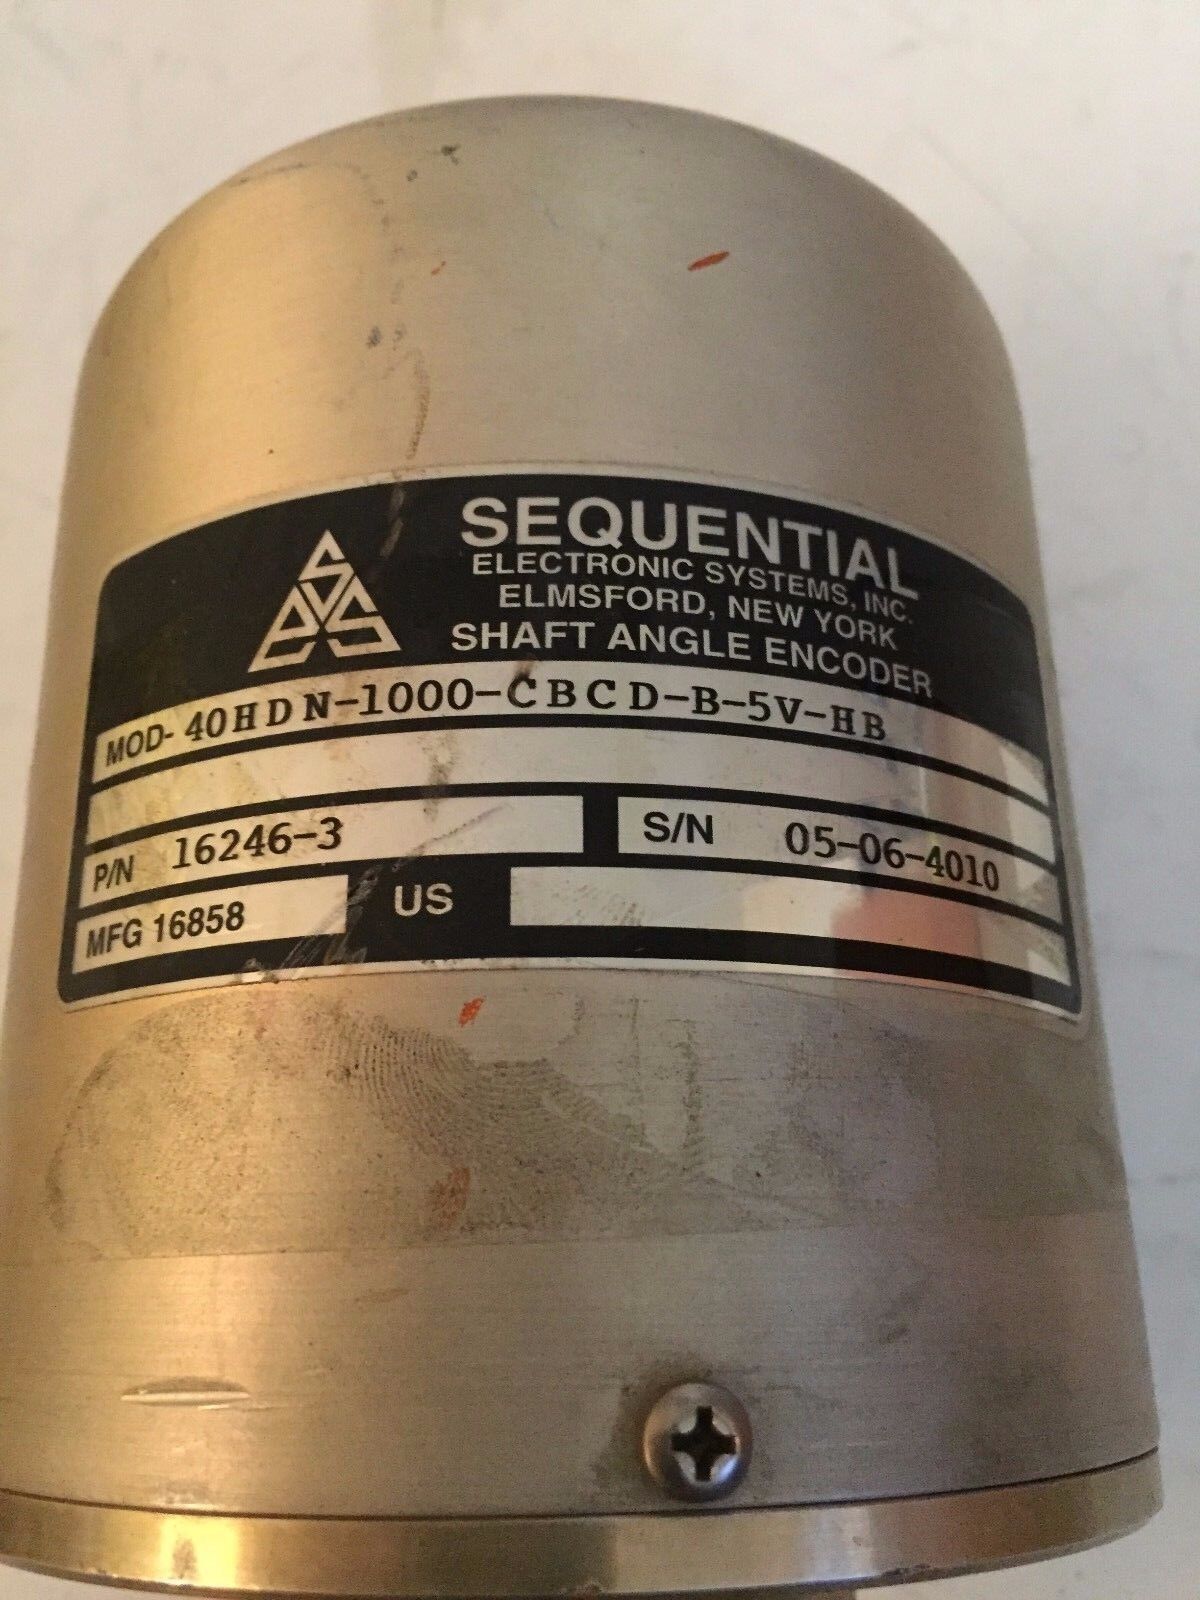 SES
SEQUENTIAL
ELECTRONIC SYSTEMS, INC.
ELMSFORD, NEW YORK
SHAFT ANGLE ENCODER
MOD- 40HDN-1000-CBCD-B-5V-HB
P/N 16246-3 S/N 05-06-4010
MFG 16858 US